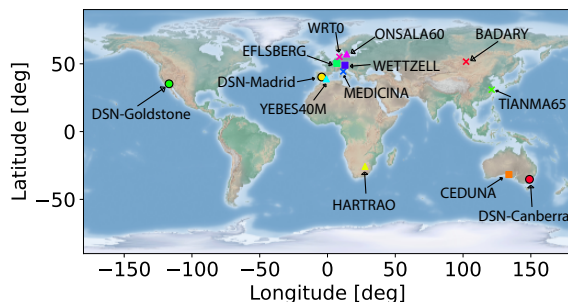 WRT0
ONSALA60
BADARY
EFLSBERG
WETTZELL
DSN-Madrid
MEDICINA
YEBES40M
TIANMA65
DSN-Goldstone
HARTRAO
CEDUNA
DSN-Canberra
Latitude [deg]
50
0
−50
−150
−100
−50
0
50
100
150
Longitude [deg]